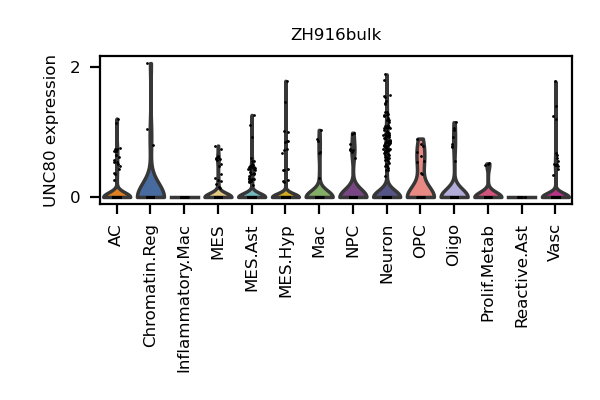 ZH916bulk
UNC80 expression
2
0
AC
Chromatin.Reg
Inflammatory.Mac
MES
MES.Ast
MES.Hyp
Mac
NPC
Neuron
OPC
Oligo
Prolif.Metab
Reactive.Ast
Vasc